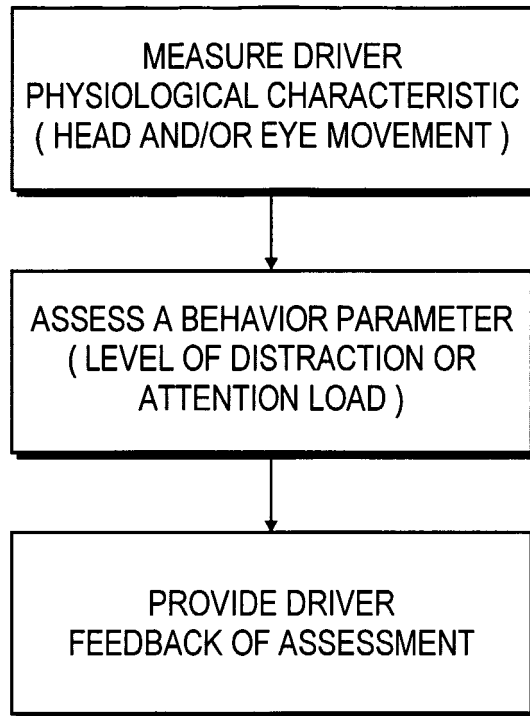 MEASURE DRIVER
PHYSIOLOGICAL CHARACTERISTIC
( HEAD AND/OR EYE MOVEMENT )
ASSESS A BEHAVIOR PARAMETER
( LEVEL OF DISTRACTION OR
ATTENTION LOAD )
PROVIDE DRIVER
FEEDBACK OF ASSESSMENT